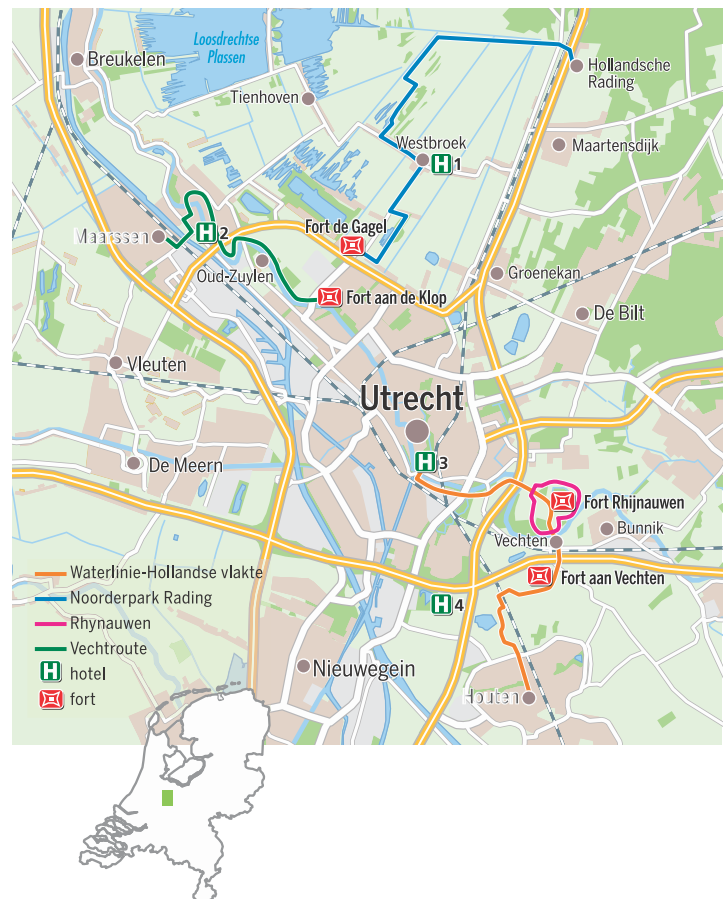 Loosdrechtse
Plassen
Breukelen
Hollandsche
Rading
Tienhoven
Westbroek
H 1
Maartensdijk
Maarssen
H 2
Fort de Gagel
Oud-Zuylen
Groenekan
Fort aan de Klop
De Bilt
Vleuten
Utrecht
De Meern
H 3
Fort Rhijnauwen
Bunnik
Vechten
Fort aan Vechten
H 4
Houten
Nieuwegein
Waterlinie-Hollandse vlakte
Noorderpark Rading
Rhynauwen
Vechtroute
H hotel
fort